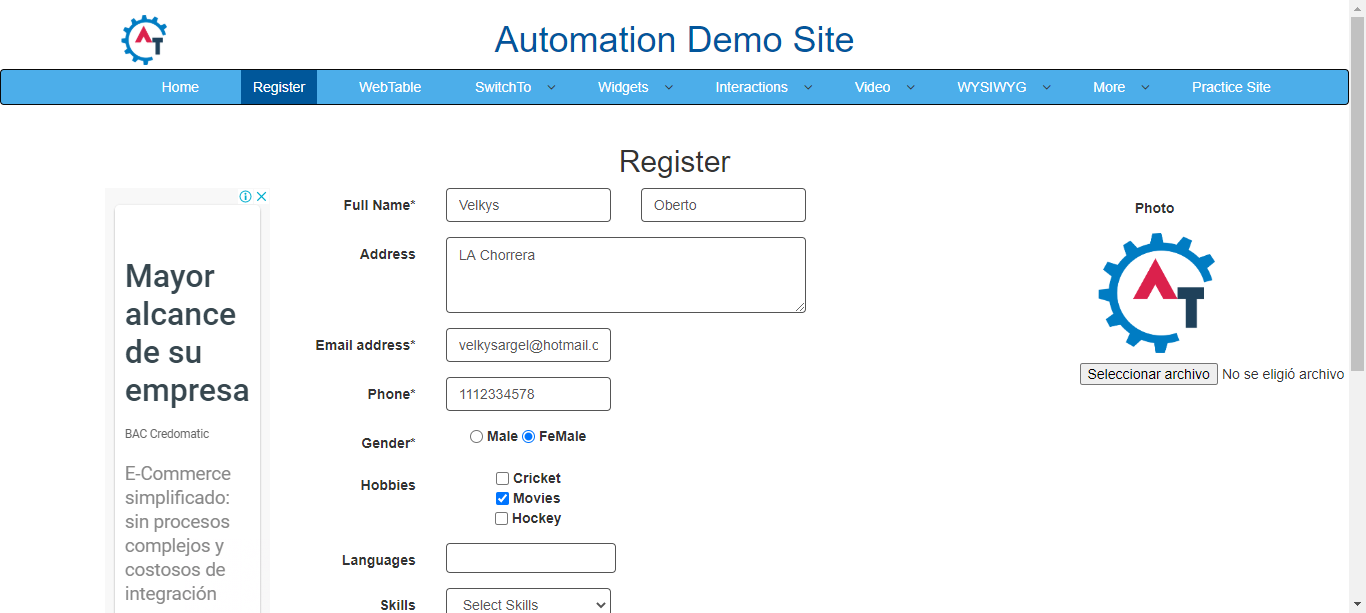 AT
Automation Demo Site
Home Register WebTable SwitchTo Widgets Interactions Video WYSIWYG More Practice Site
Register
Full Name* Velkys Oberto
Address LA Chorrera
Email address* velkysargel@hotmail.c
Phone* 1112334578
Gender* Male FeMale
Hobbies Cricket
Movies
Hockey
Languages
Skills Select Skills
Photo
AT
Seleccionar archivo No se eligió archivo
Mayor
alcance
de su
empresa
BAC Credomatic
E-Commerce
simplificado:
sin procesos
complejos y
costosos de
integración